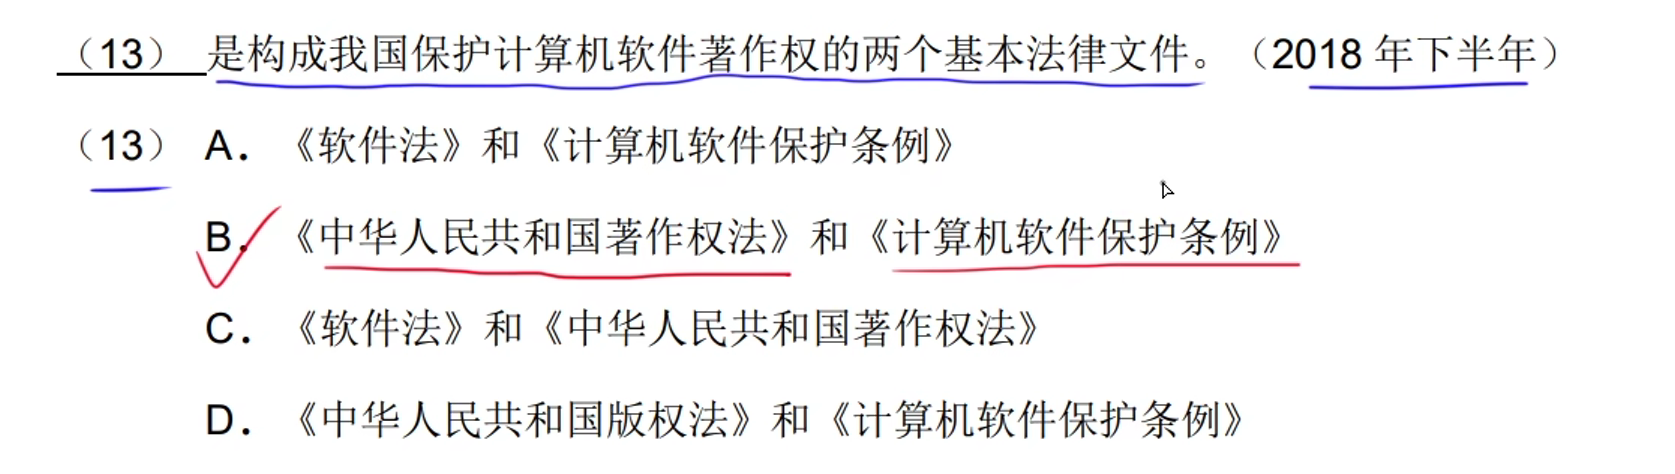 （13） 是构成我国保护计算机软件著作权的两个基本法律文件。（2018 年下半年）
（13） A. 《软件法》和《计算机软件保护条例》
B. 《中华人民共和国著作权法》和《计算机软件保护条例》
C. 《软件法》和《中华人民共和国著作权法》
D. 《中华人民共和国版权法》和《计算机软件保护条例》